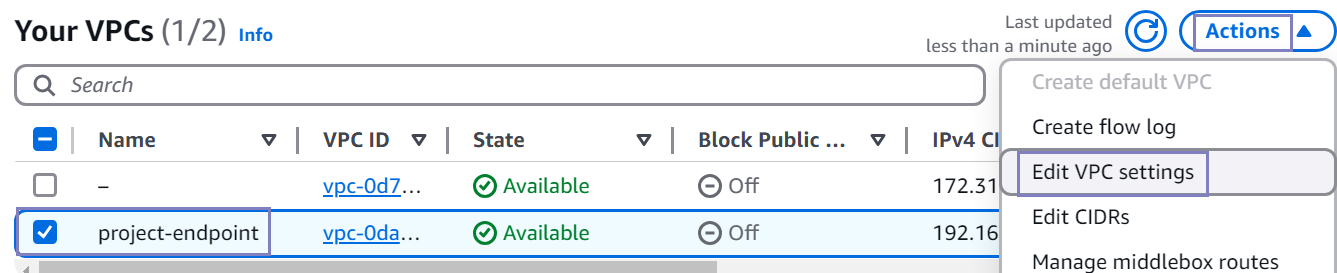 Your VPCs (1/2) Info
Last updated
less than a minute ago
Actions
Search
Create default VPC
Create flow log
Edit VPC settings
Edit CIDRs
Manage middlebox routes
Name VPC ID State Block Public ... IPv4 CI
– vpc-0d7... Available Off 172.31
project-endpoint vpc-0da... Available Off 192.16